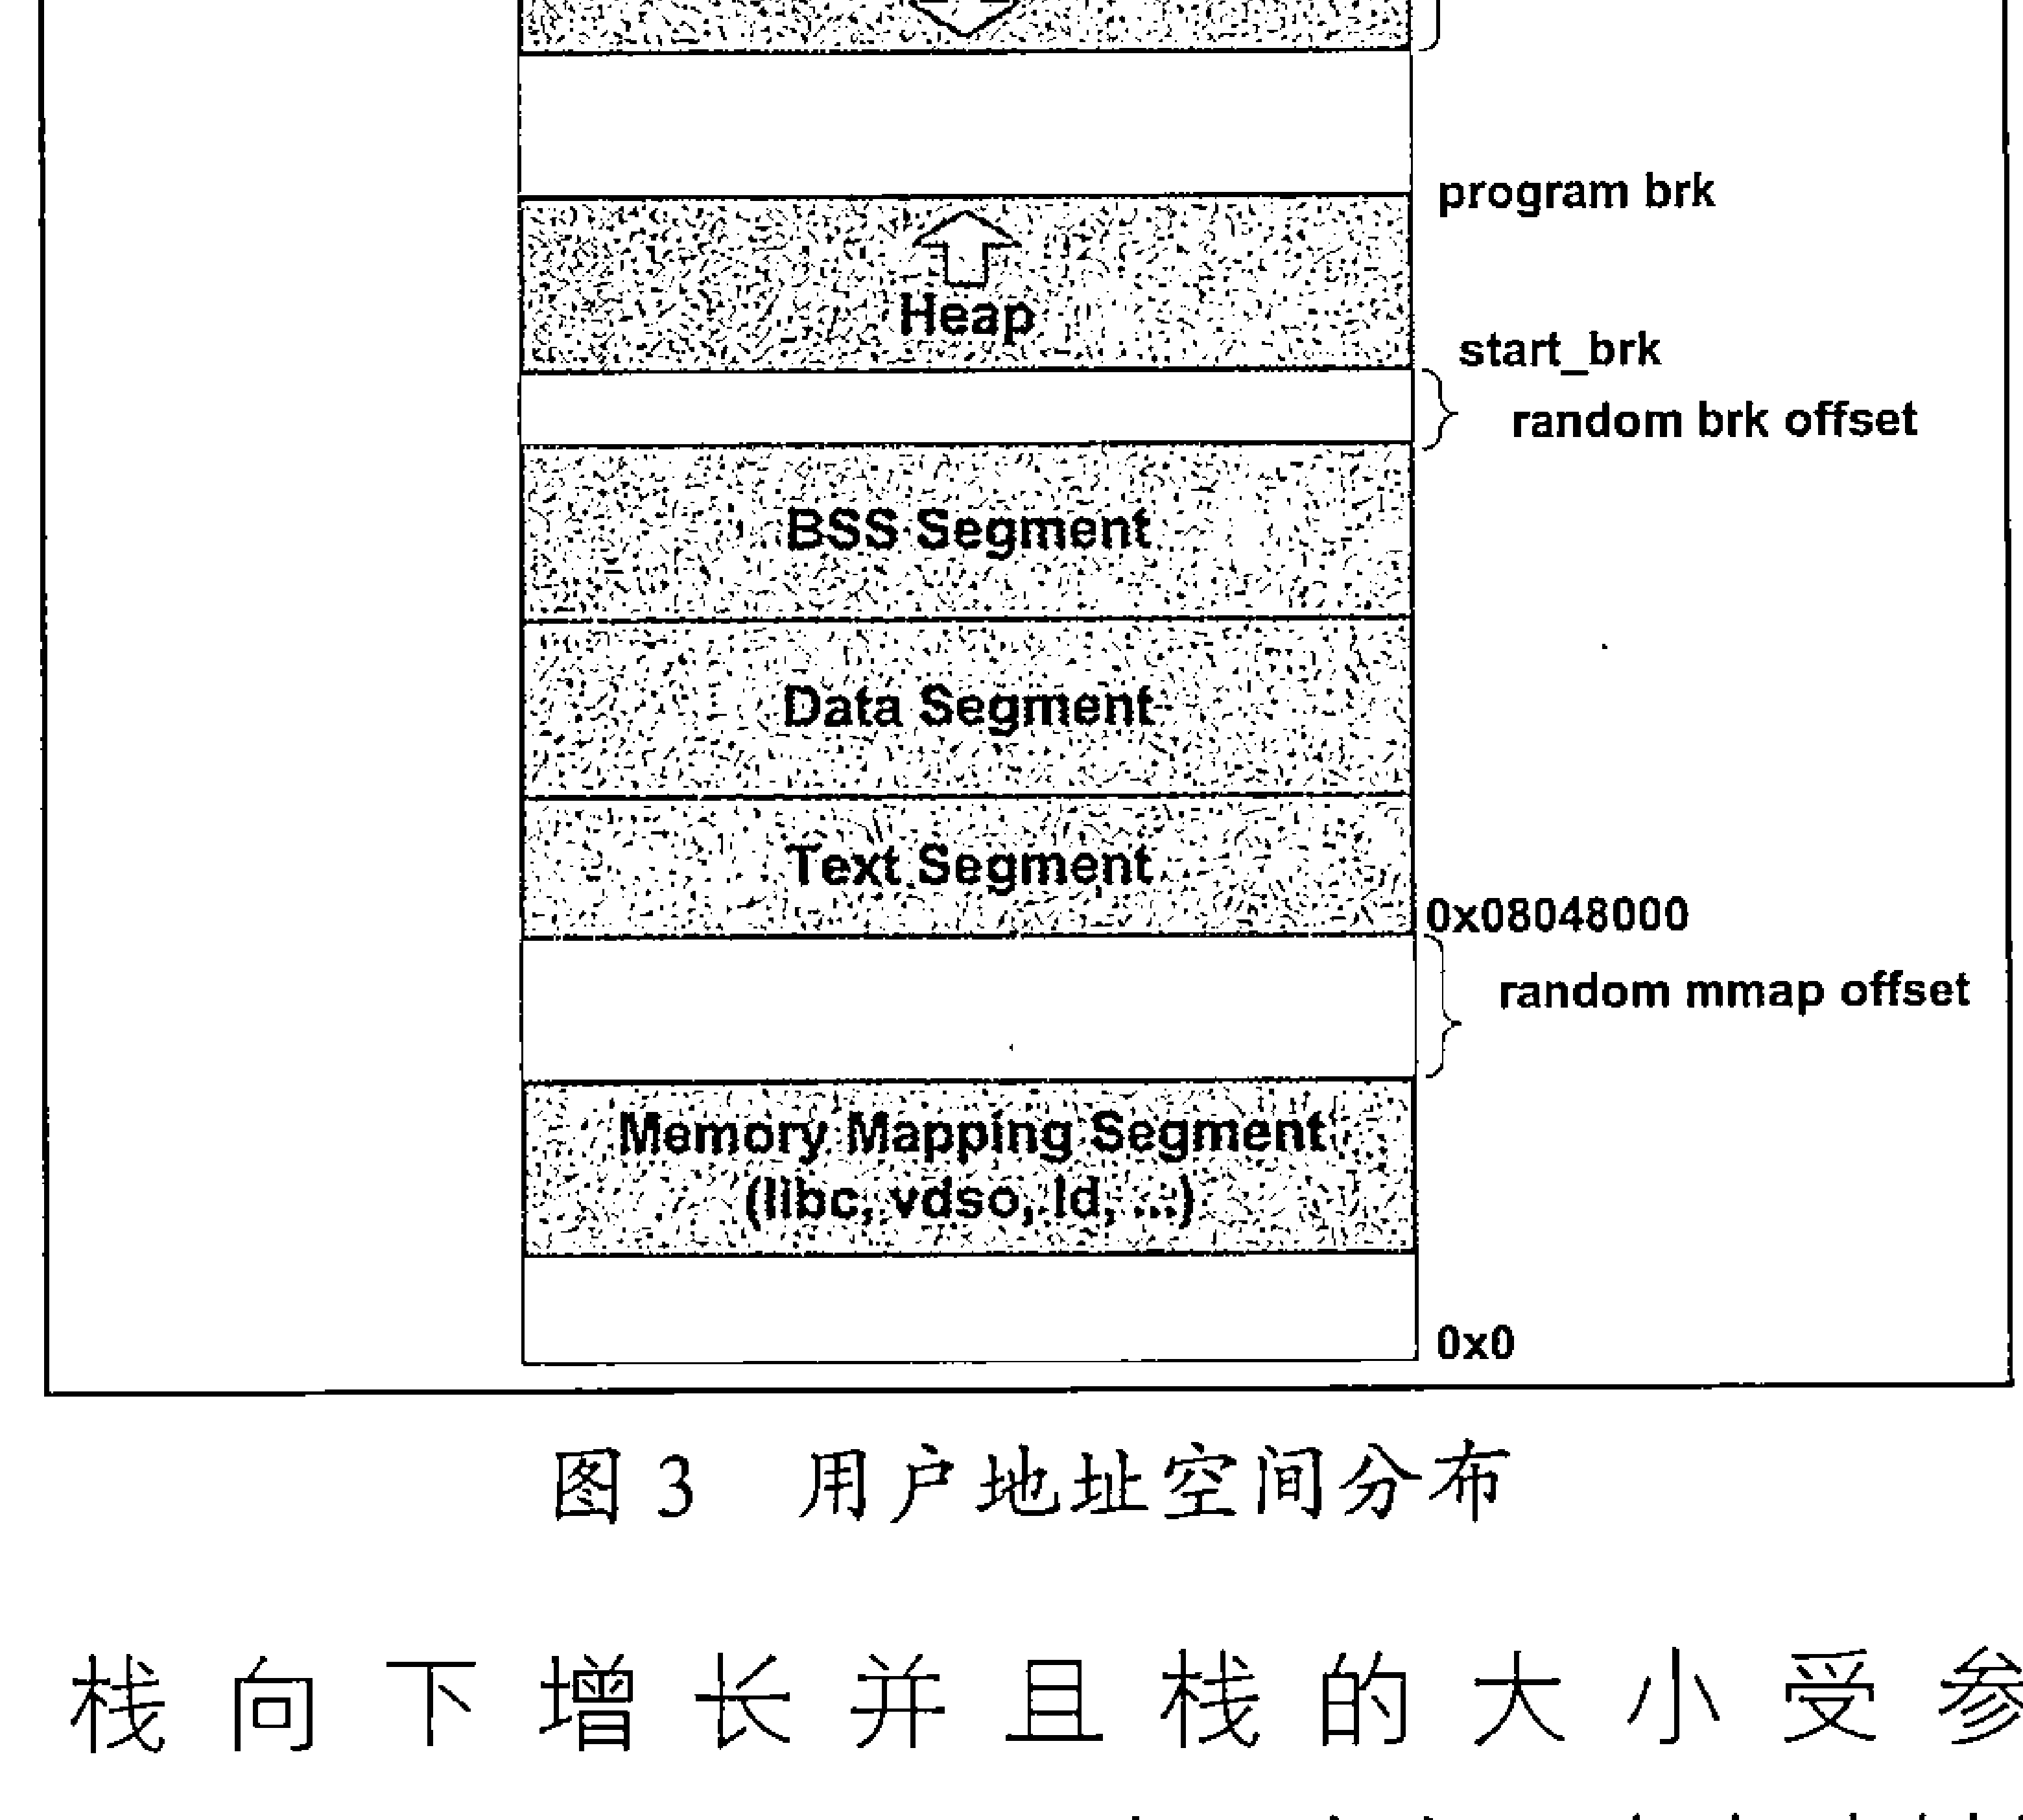 program brk
Heap
start_brk
random brk offset
BSS Segment
Data Segment
Text Segment
0x08048000
random mmap offset
Memory Mapping Segment
(libc, vdso, ld, ...)
0x0
图 3 用户地址空间分布
栈向下增长并且栈的大小受参